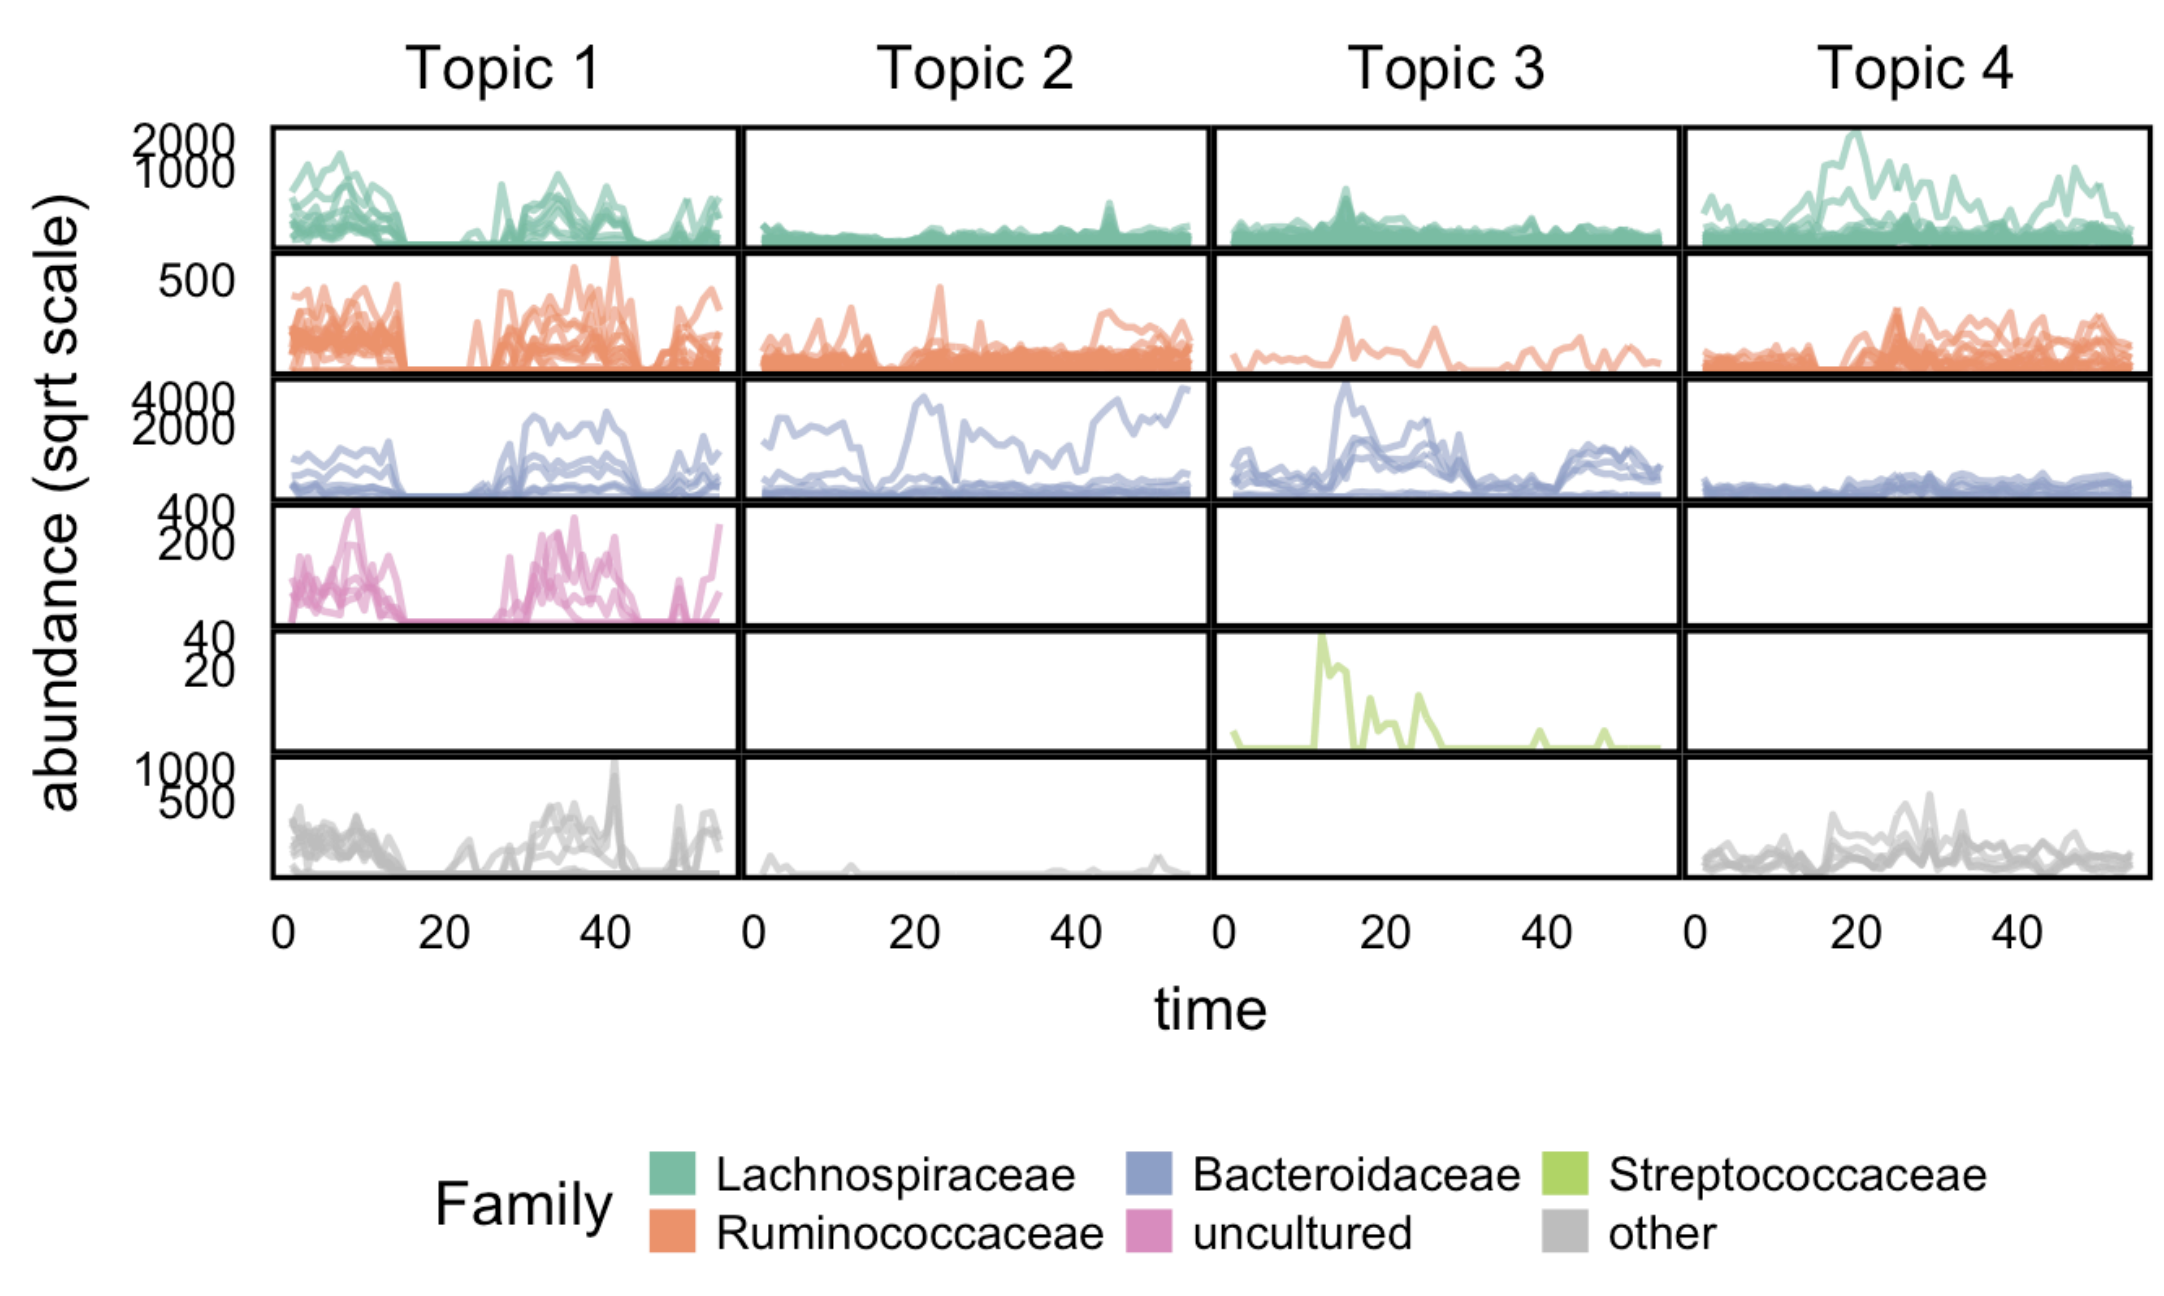 Topic 1 Topic 2 Topic 3 Topic 4
2000
1000
500
4000
2000
400
200
40
20
1000
500
abundance (sqrt scale)
0 20 40 0 20 40 0 20 40 0 20 40
time
Family
Lachnospiraceae Bacteroidaceae Streptococcaceae
Ruminococcaceae uncultured other